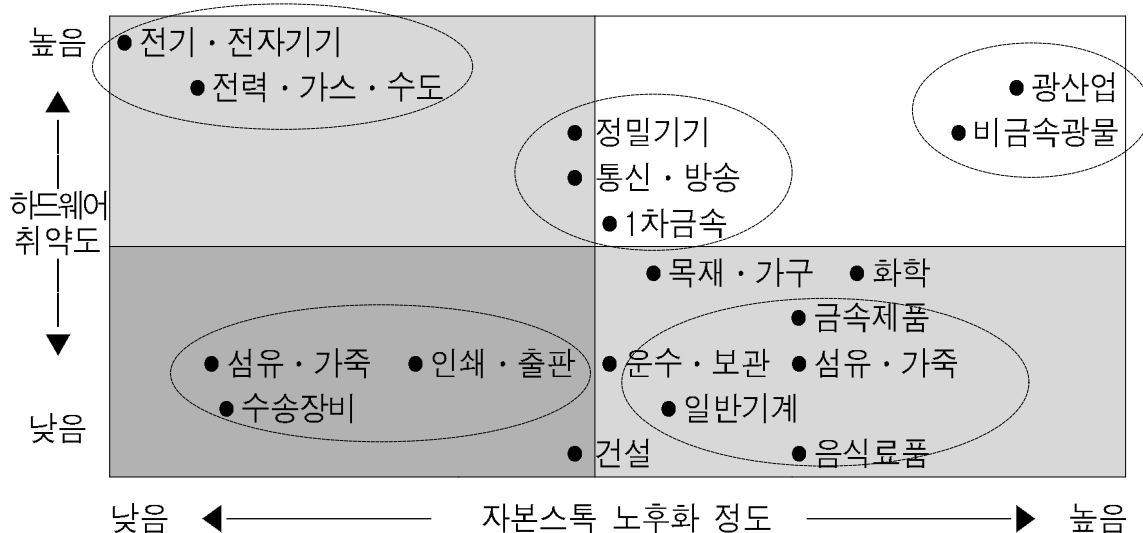 높음
● 전기 · 전자기기
● 전력 · 가스 · 수도
● 광산업
● 정밀기기
● 비금속광물
● 통신 · 방송
● 1차금속
하드웨어
취약도
● 목재 · 가구
● 화학
● 금속제품
● 섬유 · 가죽
● 인쇄 · 출판
● 운수 · 보관
● 섬유 · 가죽
● 수송장비
● 일반기계
낮음
● 건설
● 음식료품
낮음
자본스톡 노후화 정도
높음